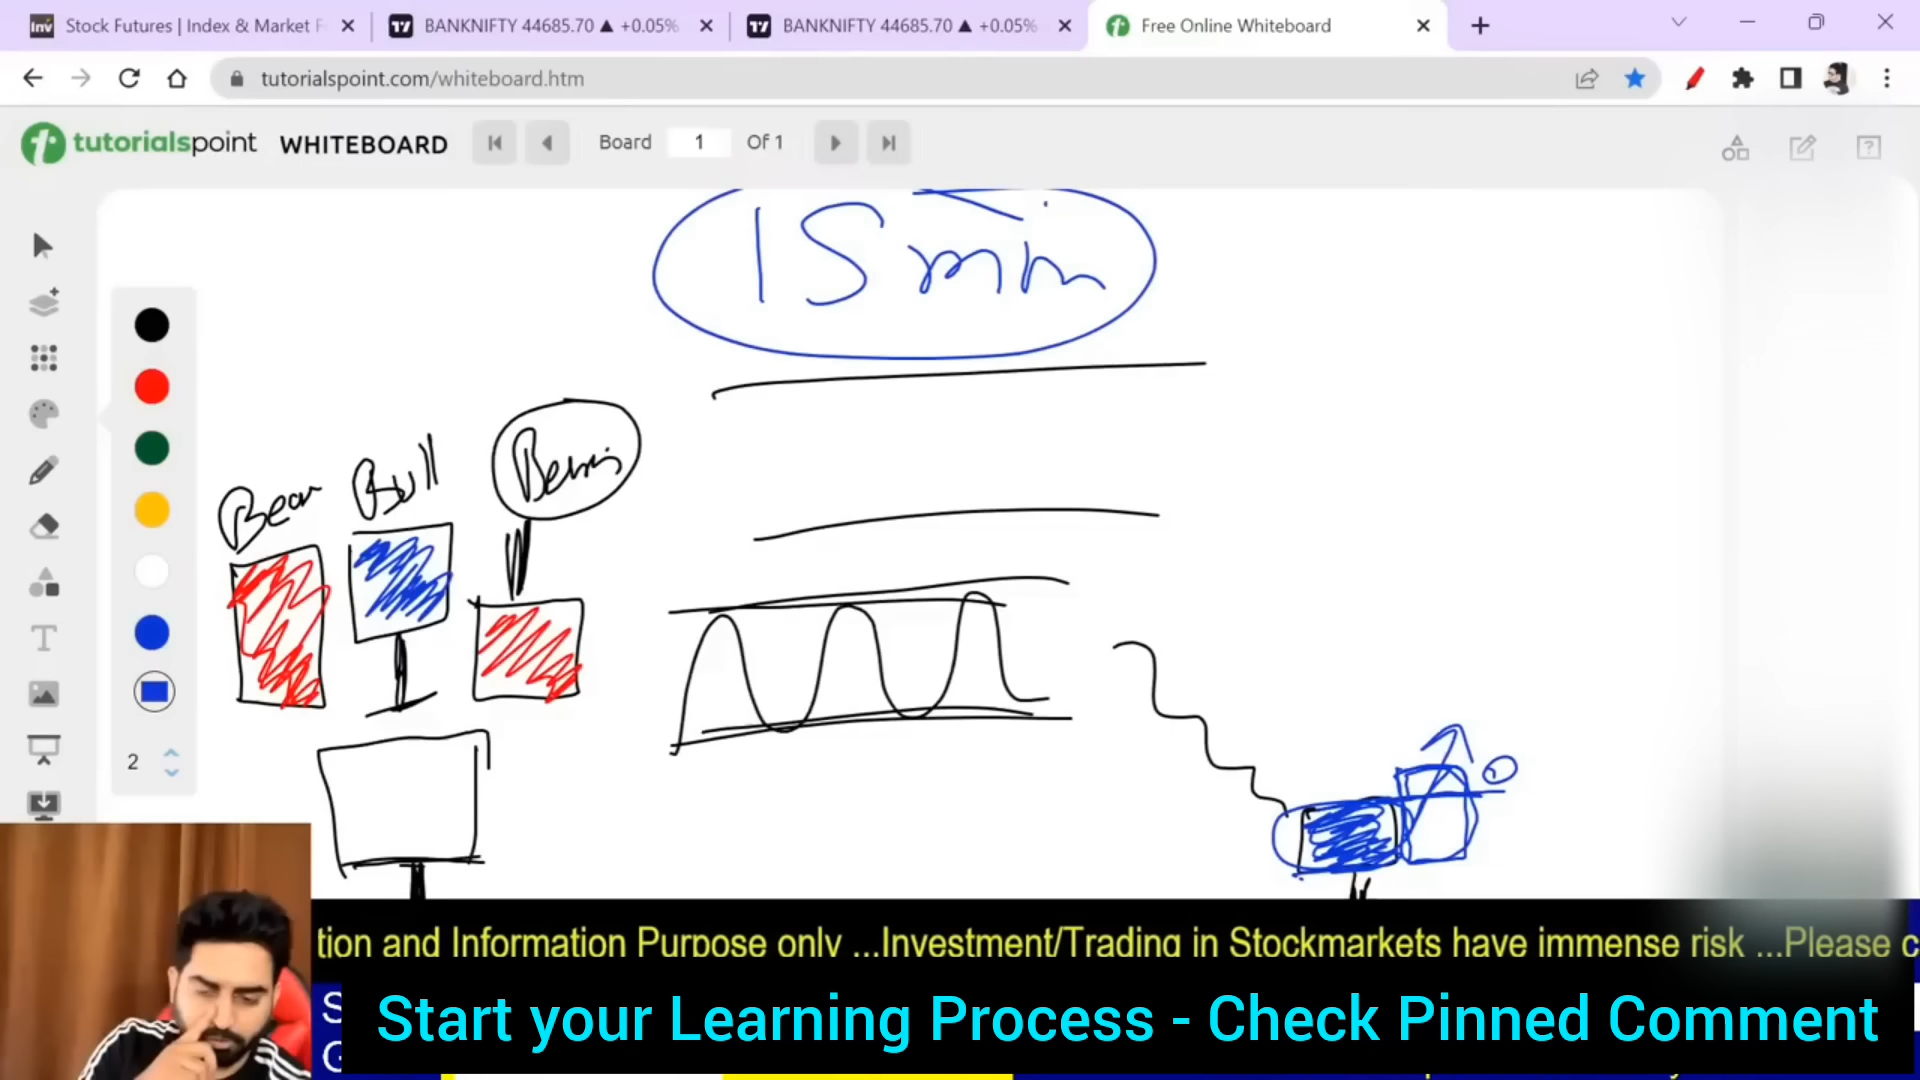 Stock Futures | Index & Market F
BANKNIFTY 44685.70 ▲ +0.05%
BANKNIFTY 44685.70 ▲ +0.05%
Free Online Whiteboard
tutorialspoint.com/whiteboard.htm
tutorialspoint WHITEBOARD
Board 1 Of 1
15 min
Bear
Bull
2
tion and Information Purpose only ...Investment/Trading in Stockmarkets have immense risk ...Please c
Start your Learning Process - Check Pinned Comment